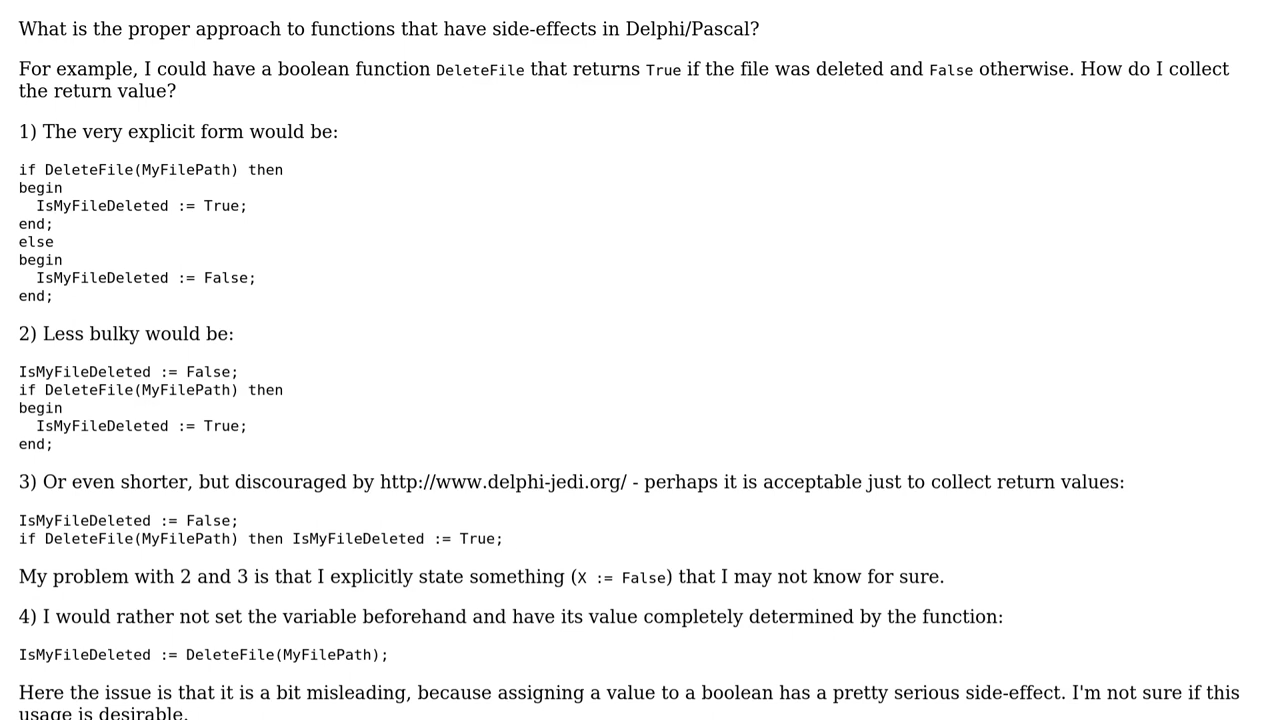 What is the proper approach to functions that have side-effects in Delphi/Pascal?
For example, I could have a boolean function DeleteFile that returns True if the file was deleted and False otherwise. How do I collect
the return value?
1) The very explicit form would be:
if DeleteFile(MyFilePath) then
begin
  IsMyFileDeleted := True;
end;
else
begin
  IsMyFileDeleted := False;
end;
2) Less bulky would be:
IsMyFileDeleted := False;
if DeleteFile(MyFilePath) then
begin
  IsMyFileDeleted := True;
end;
3) Or even shorter, but discouraged by http://www.delphi-jedi.org/ - perhaps it is acceptable just to collect return values:
IsMyFileDeleted := False;
if DeleteFile(MyFilePath) then IsMyFileDeleted := True;
My problem with 2 and 3 is that I explicitly state something (X := False) that I may not know for sure.
4) I would rather not set the variable beforehand and have its value completely determined by the function:
IsMyFileDeleted := DeleteFile(MyFilePath);
Here the issue is that it is a bit misleading, because assigning a value to a boolean has a pretty serious side-effect. I'm not sure if this
usage is desirable.